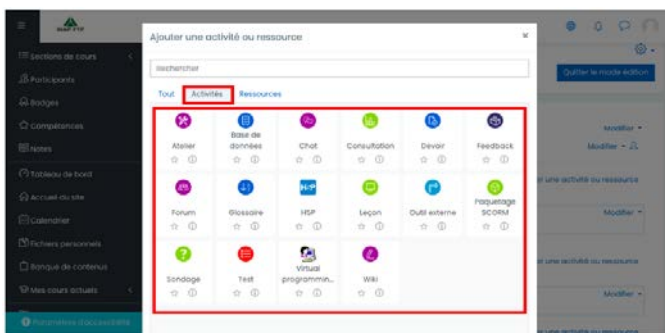 Ajouter une activité ou ressource
×
Sections de cours
Participants
Badges
Compétences
Notes
Tableau de bord
Accueil du site
Calendrier
Fichiers personnels
Banque de contenus
Mes cours actuels
Paramètres d'accessibilité
Rechercher
Tout Activités Ressources
Atelier
Base de données
Chat
Consultation
Devoir
Feedback
Forum
Glossaire
H5P
H5P
Leçon
Outil externe
Paquetage SCORM
Sondage
Test
Virtual programmin...
Wiki
Quitter le mode édition
Modifier
Modifier
er une activité ou ressource
Modifier
er une activité ou ressource
Modifier